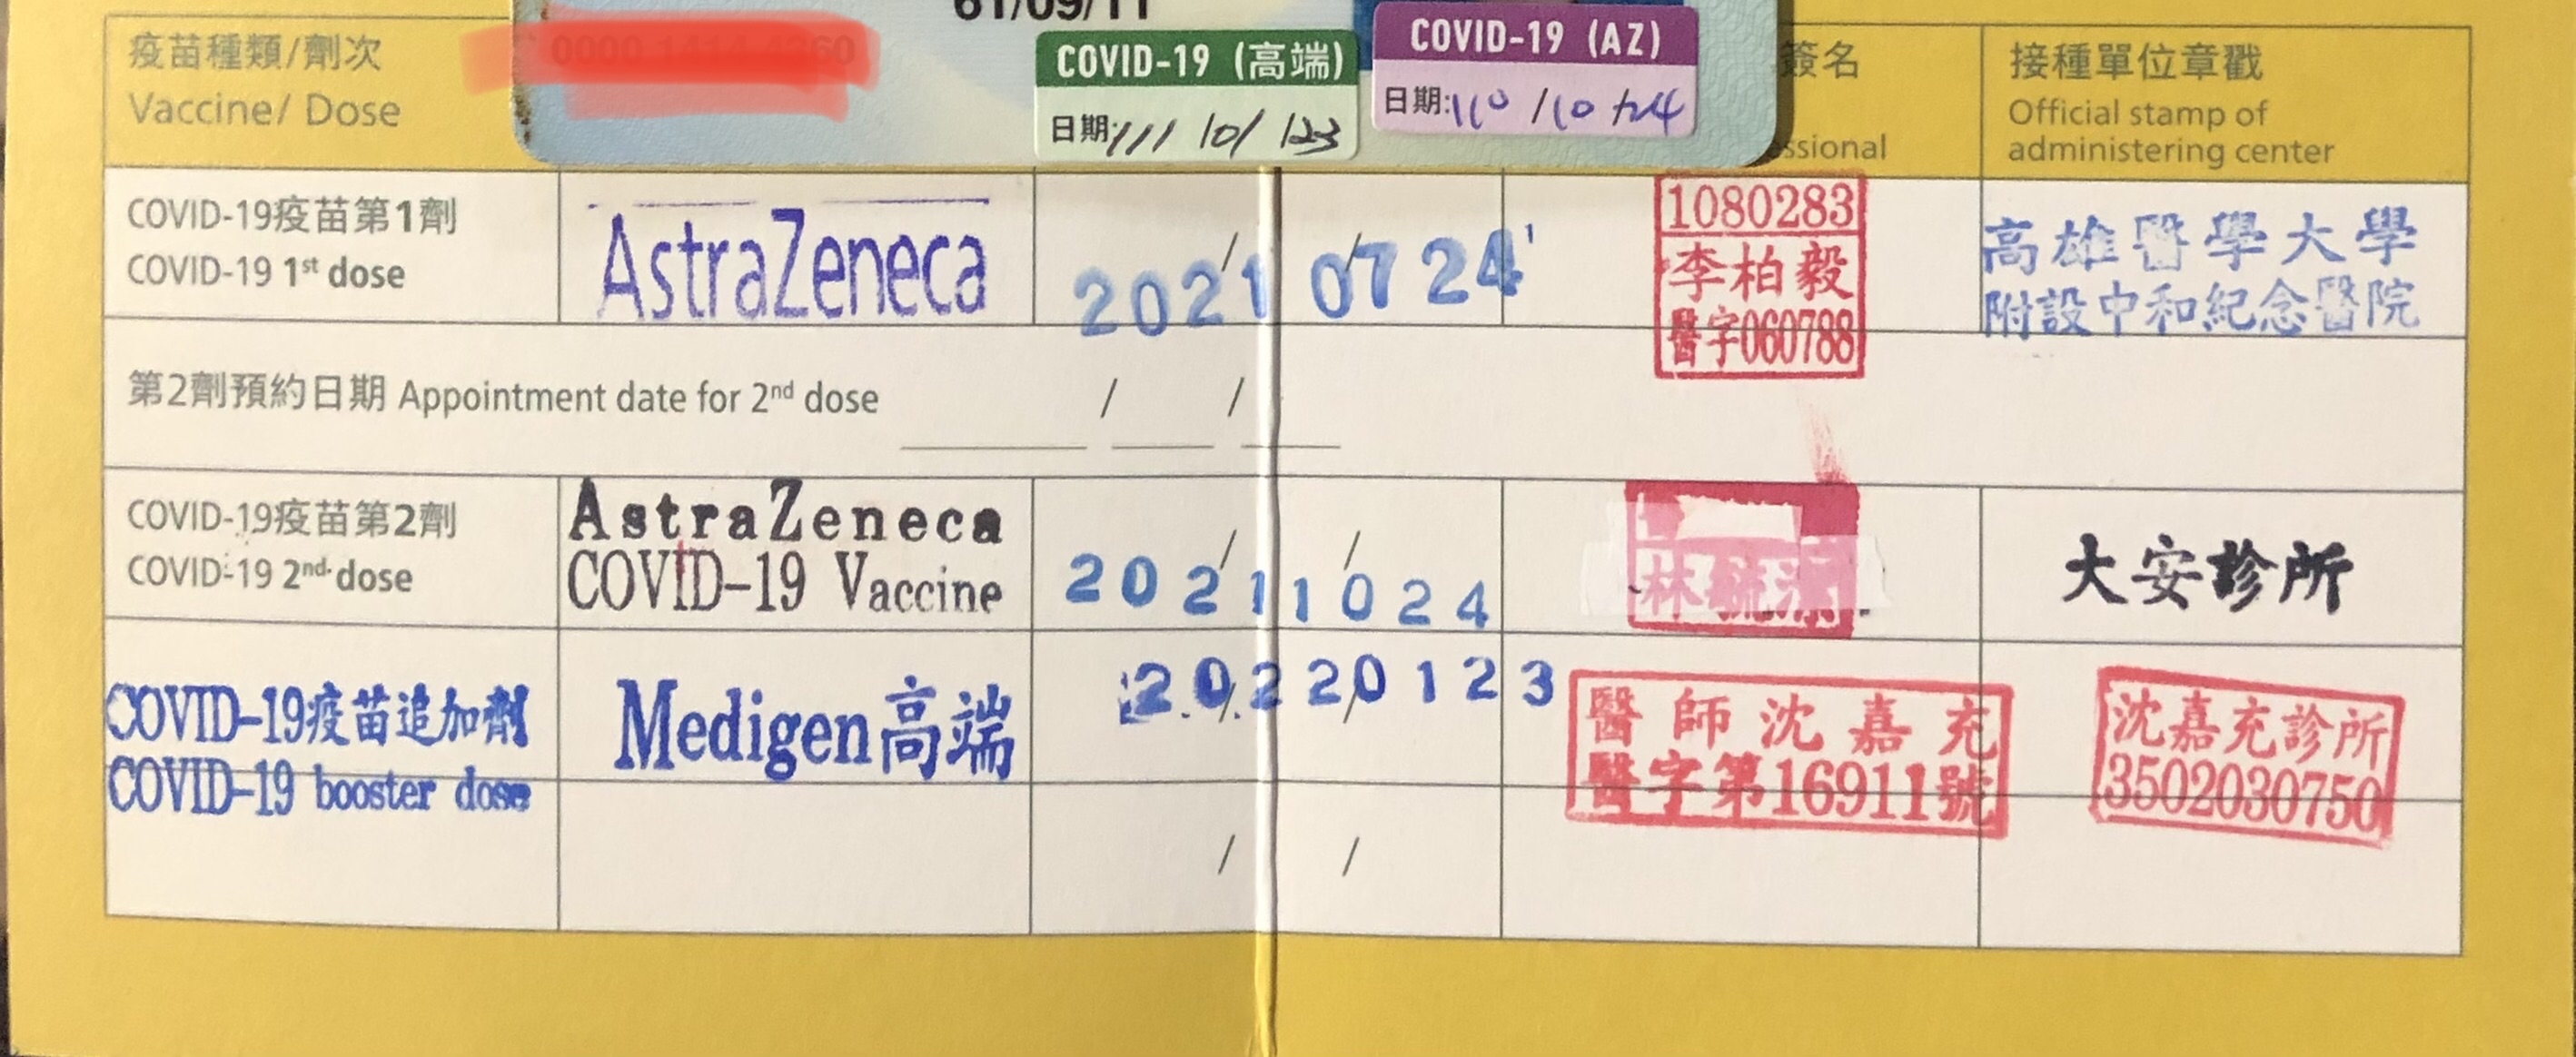 61/09/11
COVID-19 (高端)
日期:111 10/ 123
COVID-19 (AZ)
日期:110 /10 /24
疫苗種類/劑次
Vaccine/ Dose
簽名
ssional
接種單位章戳
Official stamp of
administering center
COVID-19疫苗第1劑
COVID-19 1st dose
AstraZeneca
2021 0724
1080283
李柏毅
醫字060788
高雄醫學大學
附設中和紀念醫院
第2劑預約日期 Appointment date for 2nd dose / /
COVID-19疫苗第2劑
COVID-19 2nd dose
AstraZeneca
COVID-19 Vaccine
20211024
林
大安診所
COVID-19疫苗追加劑
COVID-19 booster dose
Medigen高端
20220123
醫師沈嘉充
醫字第16911號
沈嘉充診所
3502030750
/ /